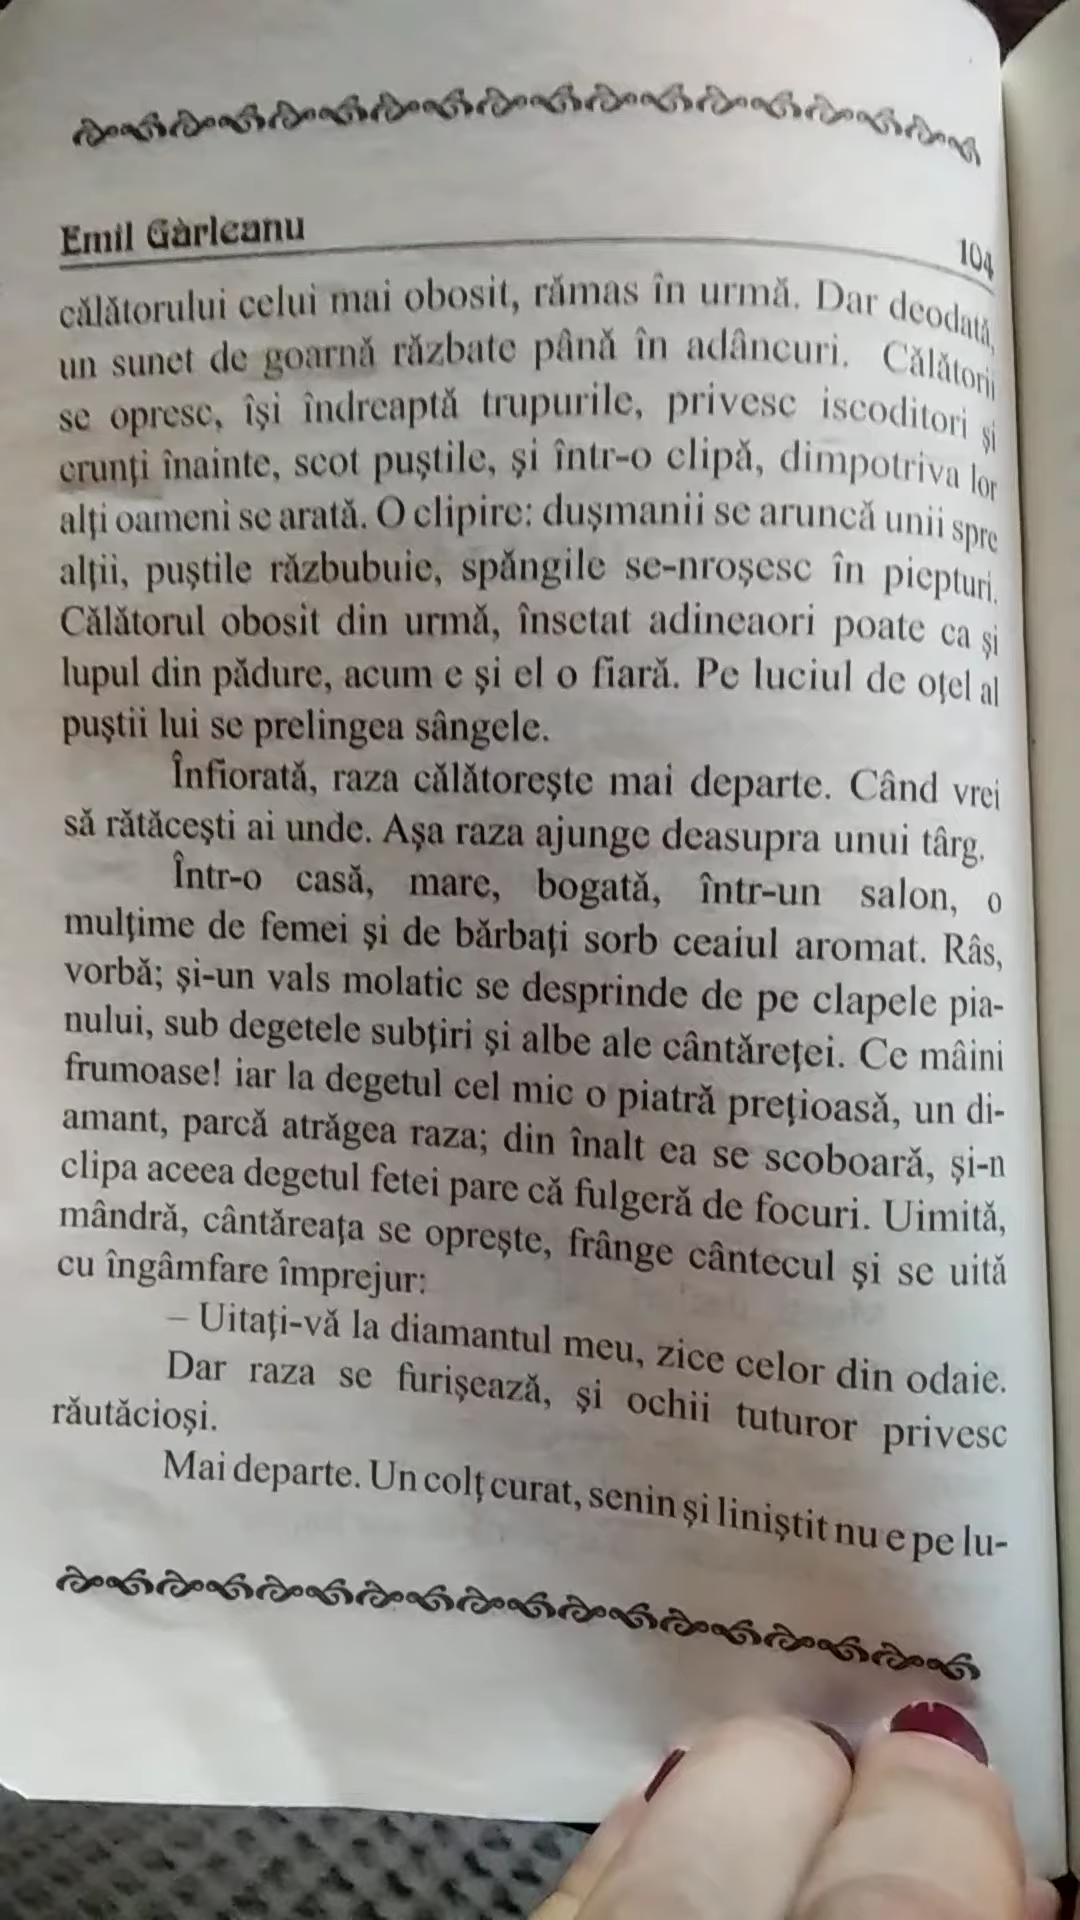 Emil Gàrleanu
104
călătorului celui mai obosit, rămas în urmă. Dar deodată,
un sunet de goarnă răzbate până în adâncuri. Călătorii
se opresc, își îndreaptă trupurile, privesc iscoditori și
crunți înainte, scot puștile, și într-o clipă, dimpotriva lor
alți oameni se arată. O clipire: dușmanii se aruncă unii spre
alții, puștile răzbubuie, spăngile se-nroșesc în piepturi.
Călătorul obosit din urmă, însetat adineaori poate ca și
lupul din pădure, acum e și el o fiară. Pe luciul de oțel al
puștii lui se prelingea sângele.
Înfiorată, raza călătorește mai departe. Când vrei
să rătăcești ai unde. Așa raza ajunge deasupra unui târg.
Într-o casă, mare, bogată, într-un salon, o
mulțime de femei și de bărbați sorb ceaiul aromat. Râs,
vorbă; și-un vals molatic se desprinde de pe clapele pia-
nului, sub degetele subțiri și albe ale cântăreței. Ce mâini
frumoase! iar la degetul cel mic o piatră prețioasă, un di-
amant, parcă atrăgea raza; din înalt ea se scoboară, și-n
clipa aceea degetul fetei pare că fulgeră de focuri. Uimită,
mândră, cântăreața se oprește, frânge cântecul și se uită
cu îngâmfare împrejur:
– Uitați-vă la diamantul meu, zice celor din odaie.
Dar raza se furișează, și ochii tuturor privesc
răutăcioși.
Mai departe. Un colț curat, senin și liniștit nu e pe lu-